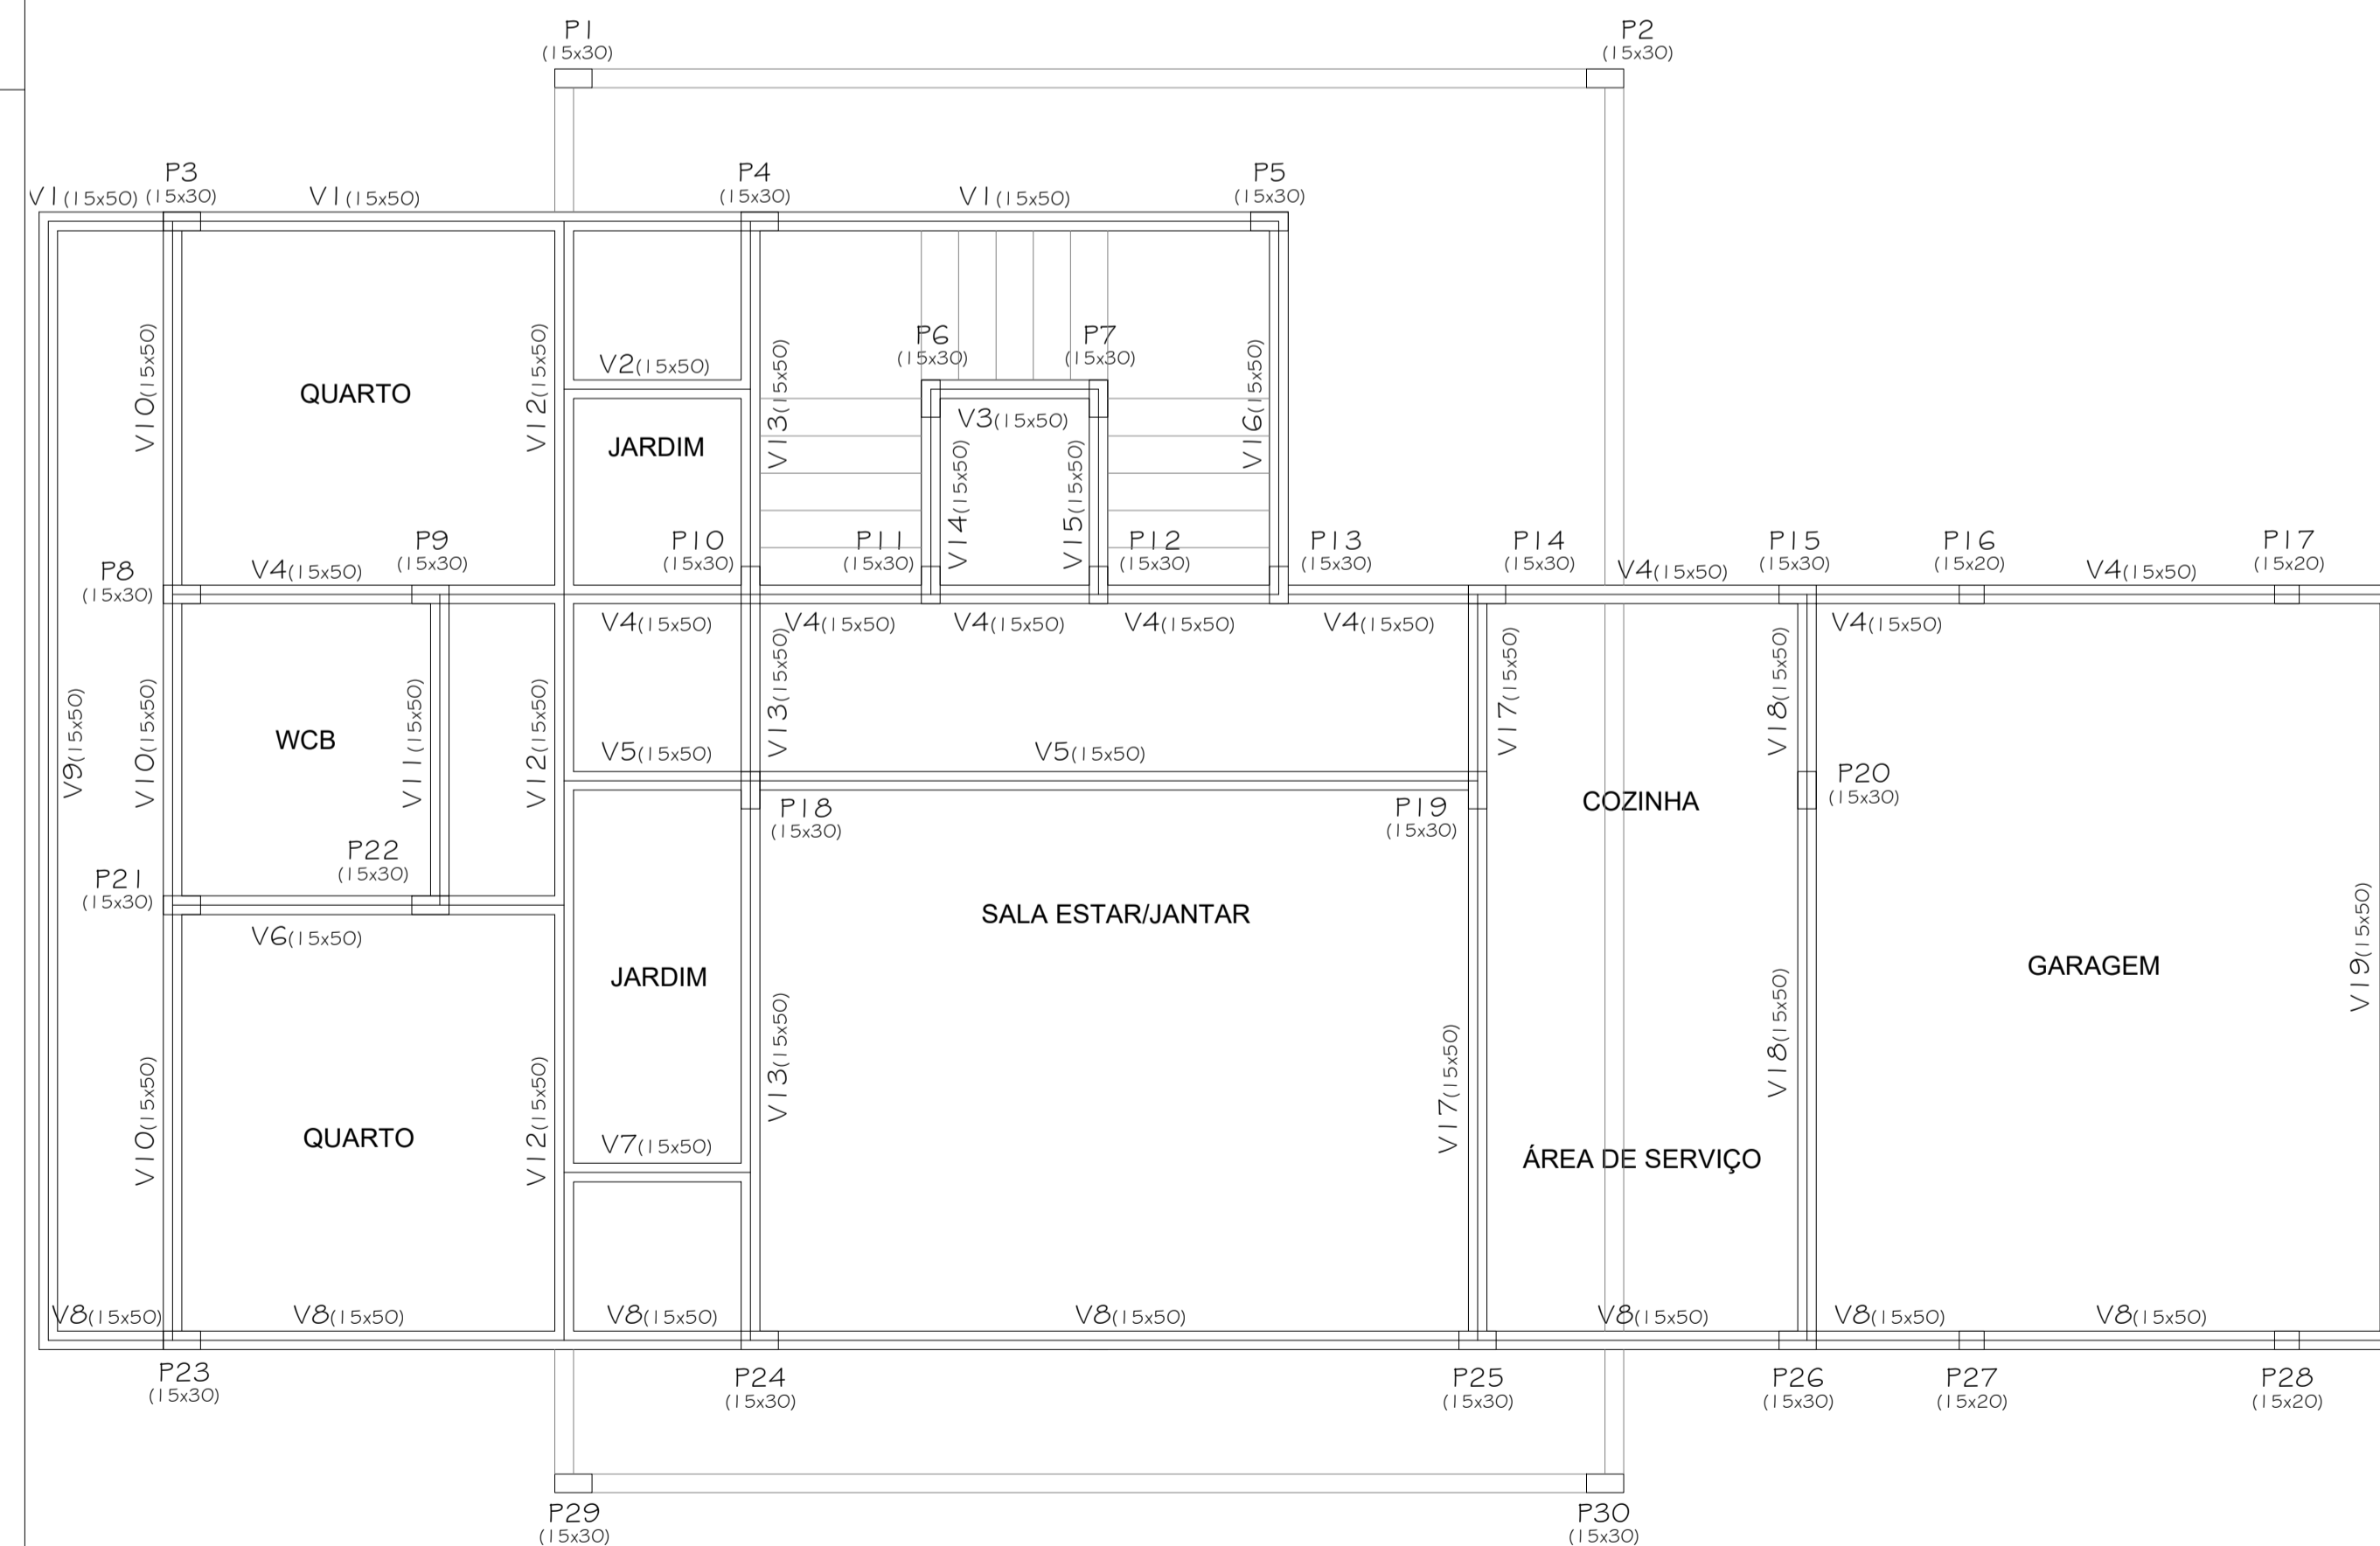 P1
(15x30)
P2
(15x30)
P3
(15x30)
P4
(15x30)
P5
(15x30)
V1(15x50)
V1(15x50)
V1(15x50)
P6
(15x30)
P7
(15x30)
V10(15x50)
QUARTO
V12(15x50)
V2(15x50)
JARDIM
V13(15x50)
V3(15x50)
V14(15x50)
V15(15x50)
V16(15x50)
P8
(15x30)
V4(15x50)
P9
(15x30)
P10
(15x30)
P11
(15x30)
P12
(15x30)
P13
(15x30)
P14
(15x30)
V4(15x50)
P15
(15x30)
P16
(15x20)
V4(15x50)
P17
(15x20)
V4(15x50)
V4(15x50)
V4(15x50)
V4(15x50)
V4(15x50)
V4(15x50)
V9(15x50)
V10(15x50)
WCB
V11(15x50)
V12(15x50)
V13(15x50)
V17(15x50)
V18(15x50)
V5(15x50)
V5(15x50)
P18
(15x30)
P19
(15x30)
COZINHA
P20
(15x30)
P21
(15x30)
P22
(15x30)
V6(15x50)
JARDIM
SALA ESTAR/JANTAR
GARAGEM
V19(15x50)
V10(15x50)
QUARTO
V12(15x50)
V13(15x50)
V17(15x50)
V18(15x50)
V7(15x50)
ÁREA DE SERVIÇO
V8(15x50)
V8(15x50)
V8(15x50)
V8(15x50)
V8(15x50)
V8(15x50)
V8(15x50)
P23
(15x30)
P24
(15x30)
P25
(15x30)
P26
(15x30)
P27
(15x20)
P28
(15x20)
P29
(15x30)
P30
(15x30)